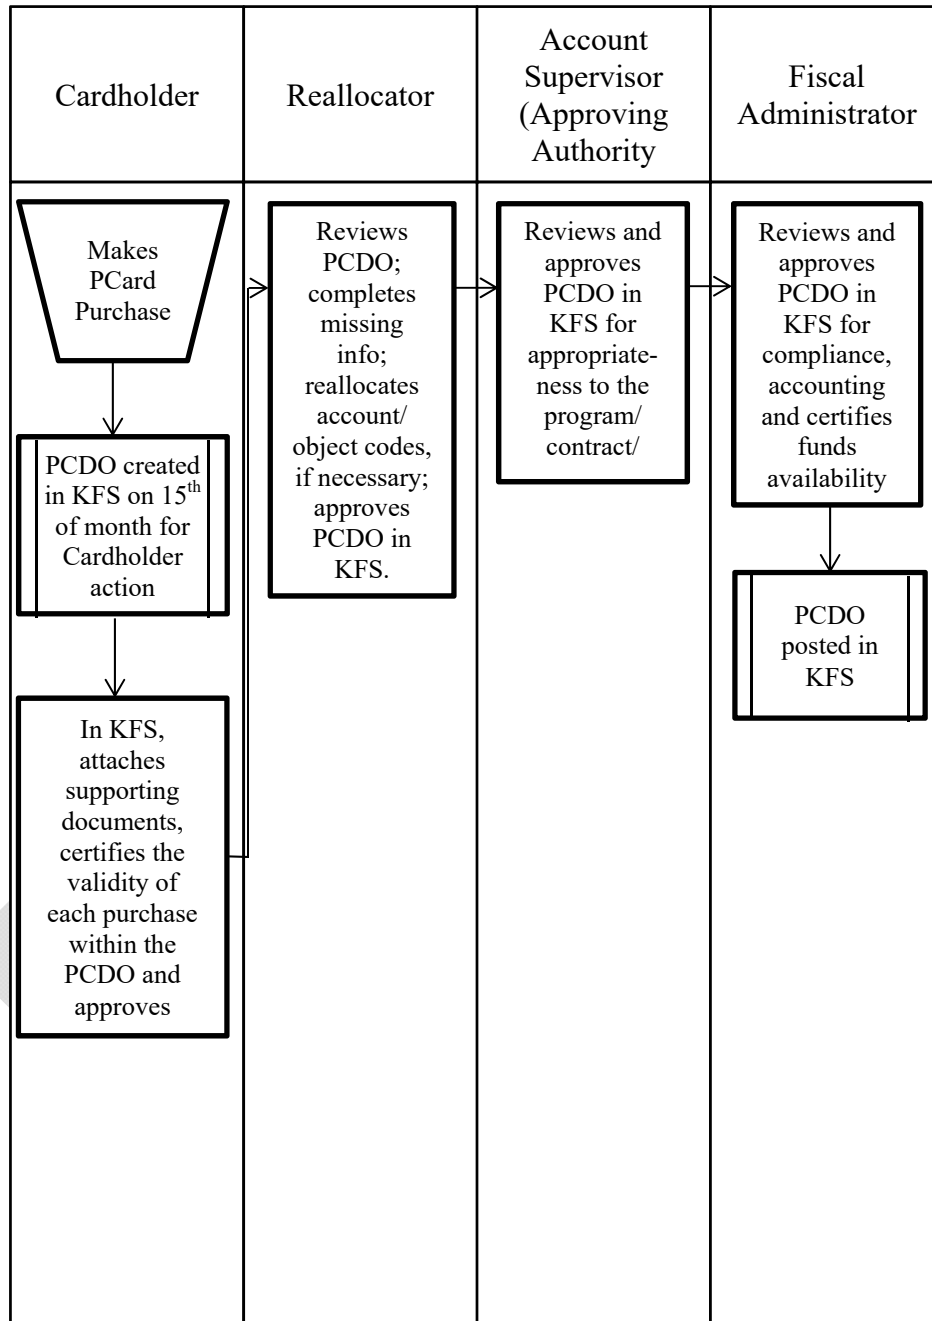 Cardholder
Reallocator
Account
Supervisor
(Approving
Authority
Fiscal
Administrator
Makes
PCard
Purchase
PCDO created
in KFS on 15th
of month for
Cardholder
action
In KFS,
attaches
supporting
documents,
certifies the
validity of
each purchase
within the
PCDO and
approves
Reviews
PCDO;
completes
missing
info;
reallocates
account/
object codes,
if necessary;
approves
PCDO in
KFS.
Reviews and
approves
PCDO in
KFS for
appropriate-
ness to the
program/
contract/
Reviews and
approves
PCDO in
KFS for
compliance,
accounting
and certifies
funds
availability
PCDO
posted in
KFS